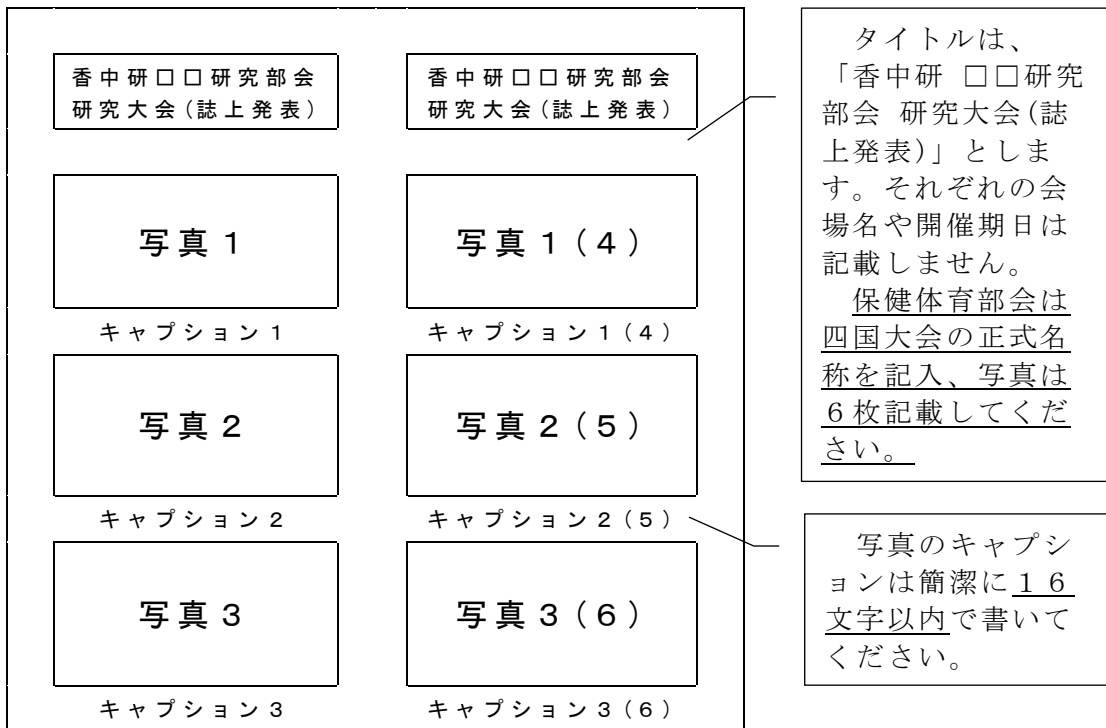 香中研□□研究部会
研究大会(誌上発表)
写真1
キャプション1
写真2
キャプション2
写真3
キャプション3
香中研□□研究部会
研究大会(誌上発表)
写真1(4)
キャプション1(4)
写真2(5)
キャプション2(5)
写真3(6)
キャプション3(6)
タイトルは、
「香中研 □□研究
部会 研究大会(誌
上発表)」としま
す。それぞれの会
場名や開催期日は
記載しません。
保健体育部会は
四国大会の正式名
称を記入、写真は
6枚記載してくだ
さい。
写真のキャプシ
ョンは簡潔に16
文字以内で書いて
ください。